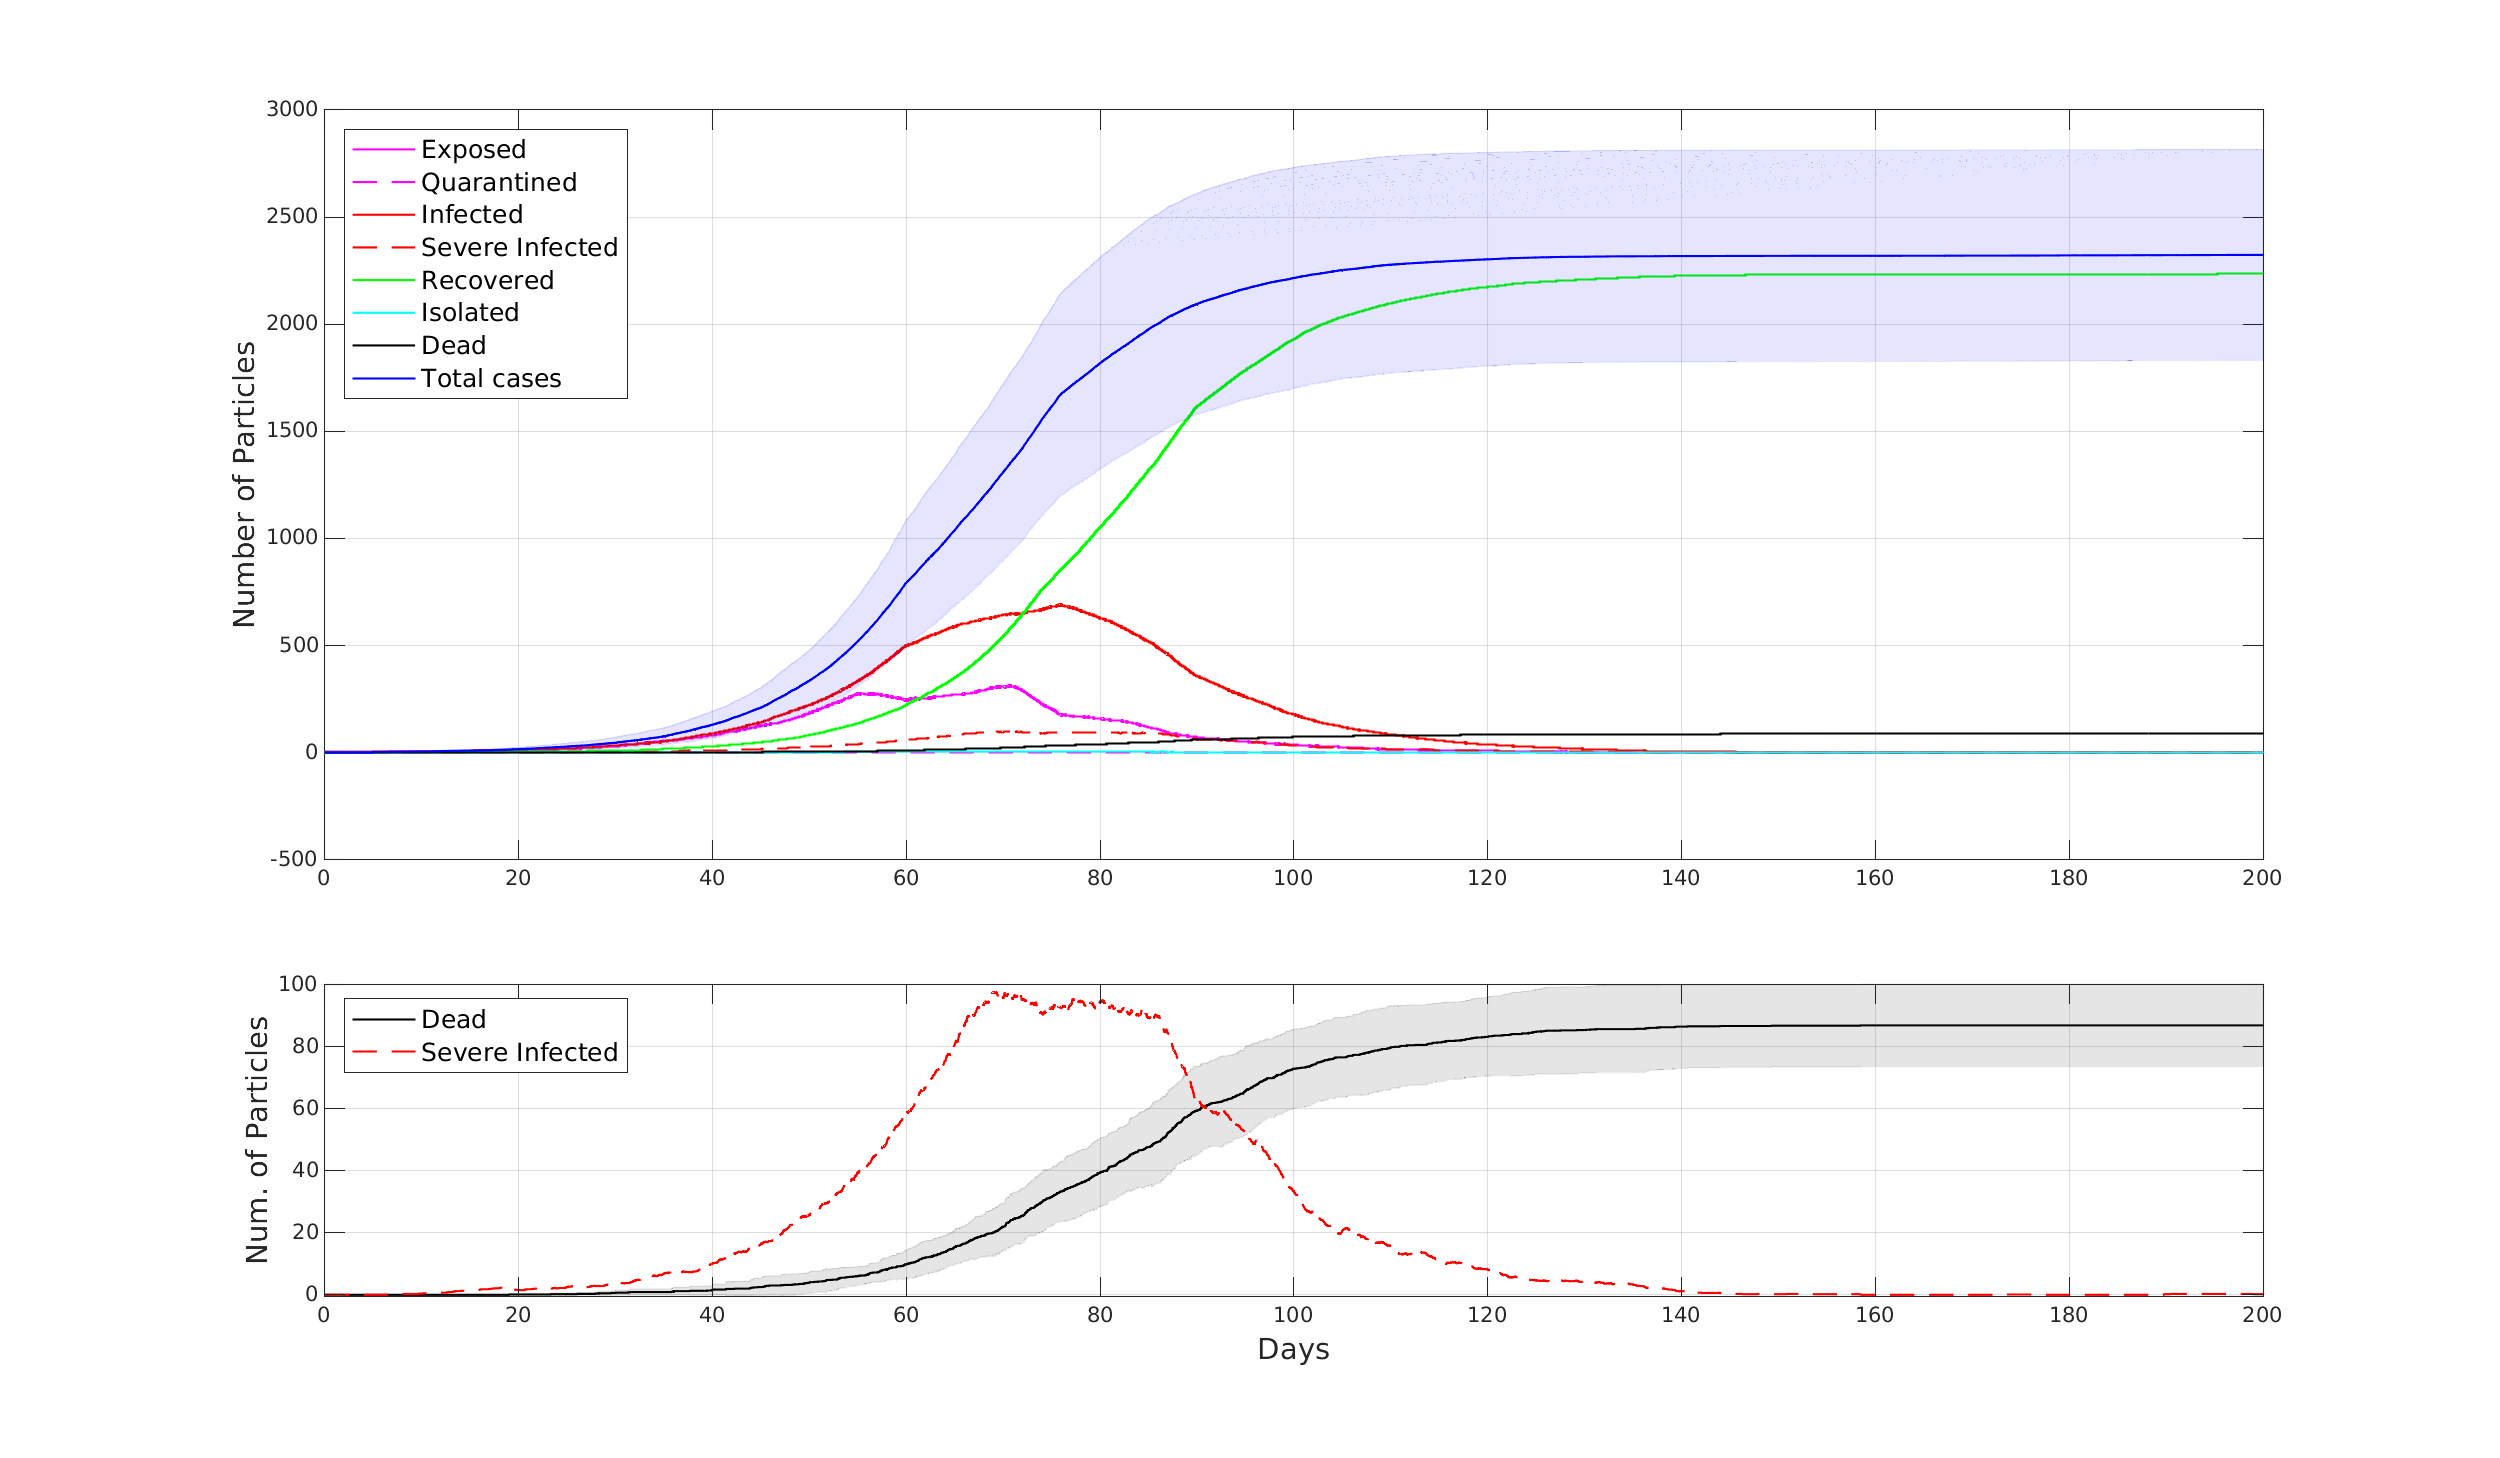 3000
2500
2000
1500
1000
500
0
-500
Number of Particles
Exposed
Quarantined
Infected
Severe Infected
Recovered
Isolated
Dead
Total cases
0 20 40 60 80 100 120 140 160 180 200
100
80
60
40
20
0
Num. of Particles
Dead
Severe Infected
0 20 40 60 80 100 120 140 160 180 200
Days